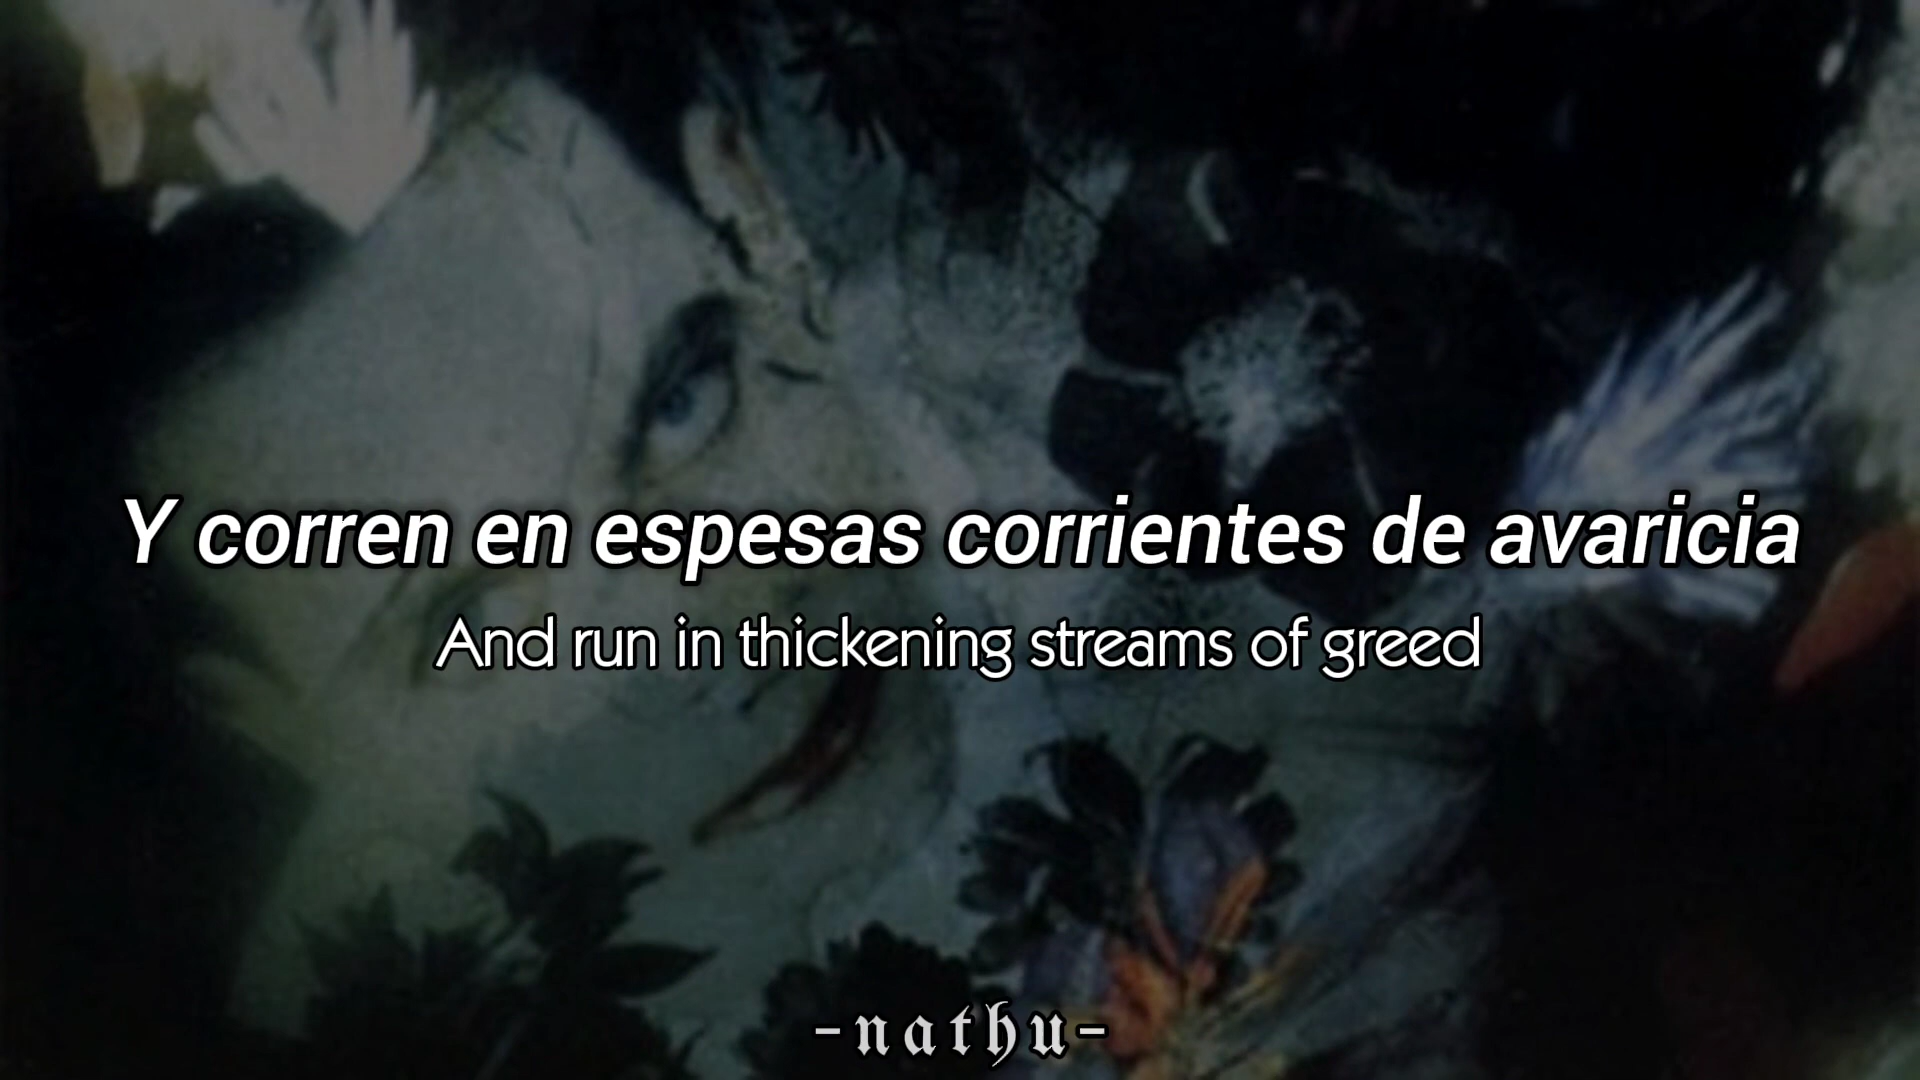 Y corren en espesas corrientes de avaricia
And run in thickening streams of greed
-nathu-